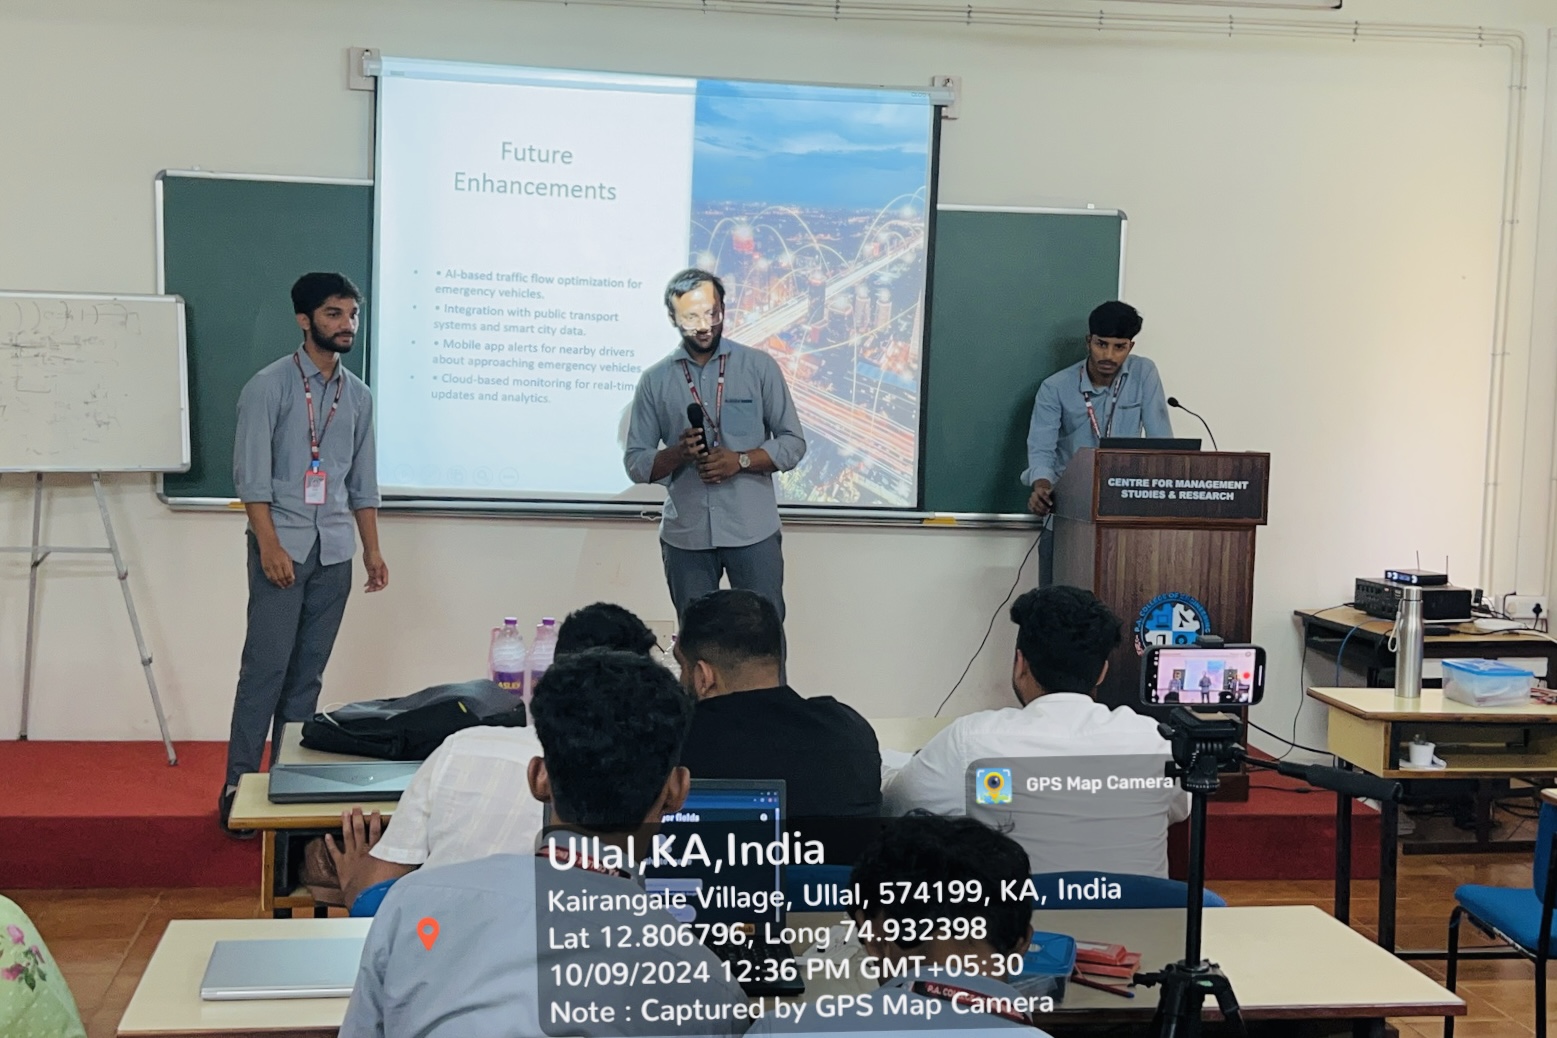 Future
Enhancements
• AI-based traffic flow optimization for
emergency vehicles.
• Integration with public transport
systems and smart city data.
• Mobile app alerts for nearby drivers
about approaching emergency vehicles.
• Cloud-based monitoring for real-time
updates and analytics.
CENTRE FOR MANAGEMENT
STUDIES & RESEARCH
GPS Map Camera
Ullal,KA,India
Kairangale Village, Ullal, 574199, KA, India
Lat 12.806796, Long 74.932398
10/09/2024 12:36 PM GMT+05:30
Note : Captured by GPS Map Camera